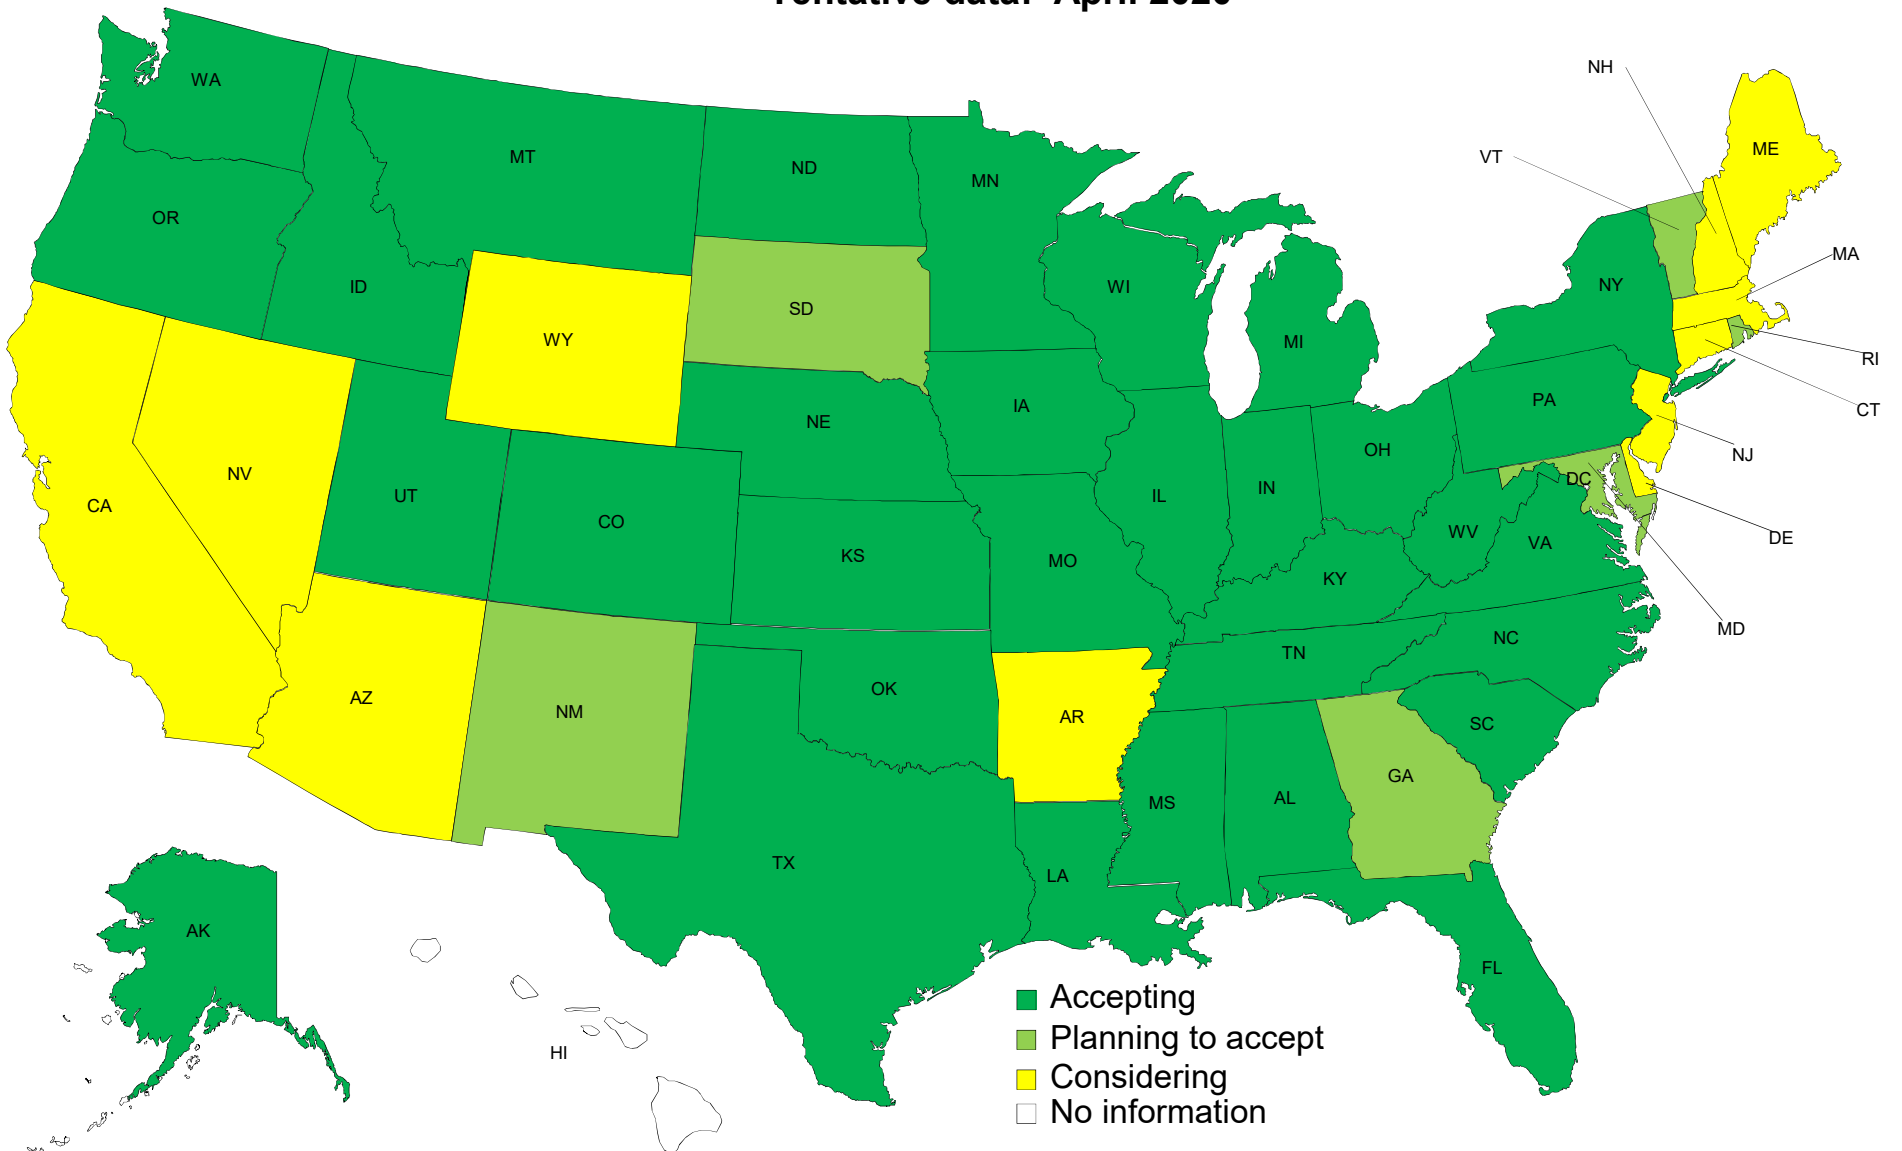 Tentative data: April
WA
NH
ME
MT
VT
ND
MN
OR
MA
NY
ID
WI
SD
WY
MI
RI
PA
IA
CT
NE
OH
NJ
NV
DC
UT
IN
IL
CA
CO
WV
DE
VA
KS
MO
KY
MD
NC
TN
OK
AZ
NM
AR
SC
GA
AL
MS
TX
LA
AK
FL
HI
Accepting
Planning to accept
Considering
No information